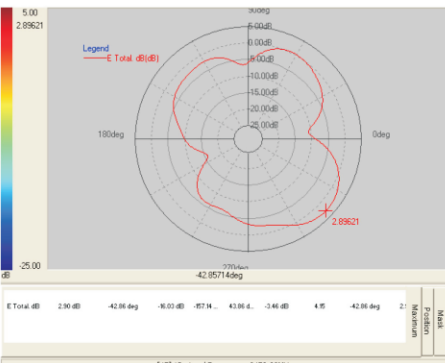 5.00
2.89621
Legend
E Total. dB(dB)
90deg
5.00dB
0.00dB
-5.00dB
-10.00dB
-15.00dB
-20.00dB
-25.00dB
180deg
0deg
2.89621
270deg
-25.00
dB
-42.85714deg
E Total. dB 2.90 dB -42.86 deg -16.03 dB -157.14 ... 43.86 d... -3.46 dB 4.15 -42.86 deg
Maximum
Position
Mask